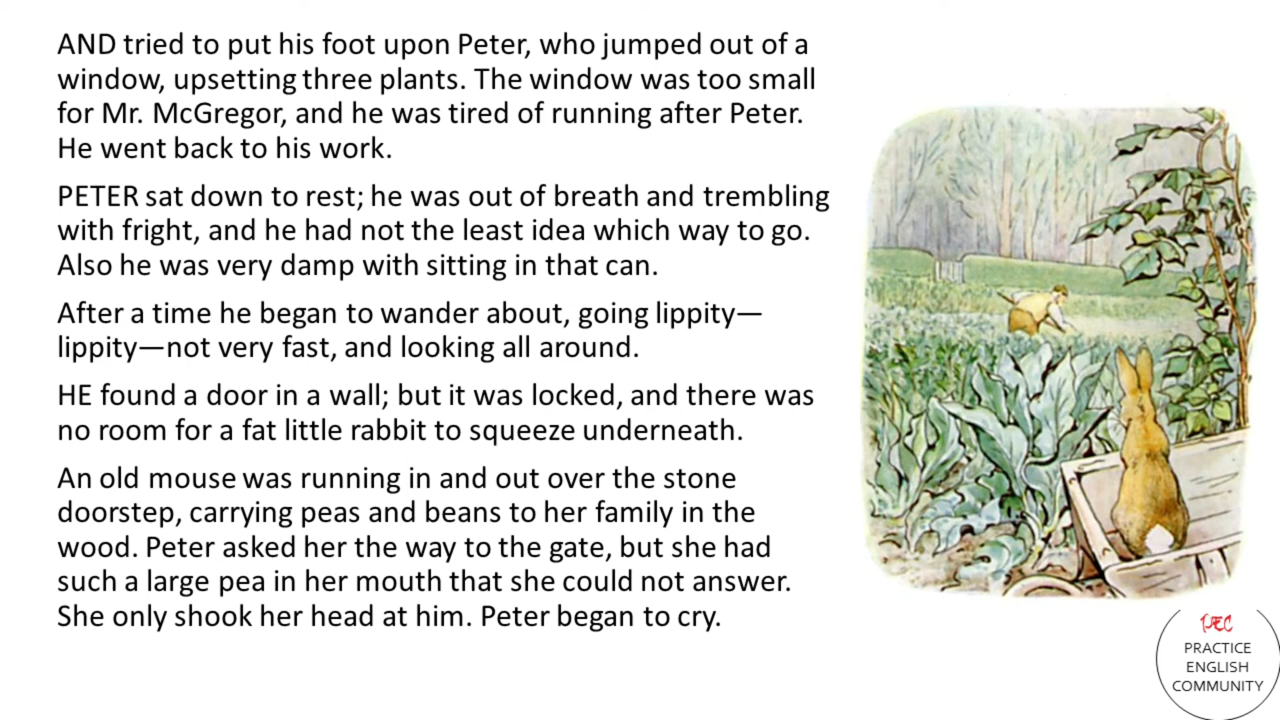 AND tried to put his foot upon Peter, who jumped out of a
window, upsetting three plants. The window was too small
for Mr. McGregor, and he was tired of running after Peter.
He went back to his work.
PETER sat down to rest; he was out of breath and trembling
with fright, and he had not the least idea which way to go.
Also he was very damp with sitting in that can.
After a time he began to wander about, going lippity—
lippity—not very fast, and looking all around.
HE found a door in a wall; but it was locked, and there was
no room for a fat little rabbit to squeeze underneath.
An old mouse was running in and out over the stone
doorstep, carrying peas and beans to her family in the
wood. Peter asked her the way to the gate, but she had
such a large pea in her mouth that she could not answer.
She only shook her head at him. Peter began to cry.
PEC
PRACTICE
ENGLISH
COMMUNITY